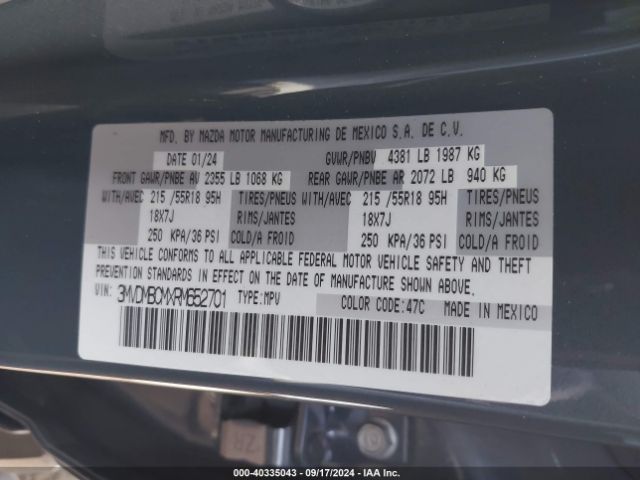 MFD. BY MAZDA MOTOR MANUFACTURING DE MEXICO S.A. DE C.V.
DATE 01/24 GVWR/PNBV 4381 LB 1987 KG
FRONT GAWR/PNBE AV 2355 LB 1068 KG REAR GAWR/PNBE AR 2072 LB 940 KG
WITH/AVEC 215 /55R18 95H TIRES/PNEUS WITH/AVEC 215 /55R18 95H TIRES/PNEUS
18X7J RIMS/JANTES 18X7J RIMS/JANTES
250 KPA/36 PSI COLD/A FROID 250 KPA/36 PSI COLD/A FROID
THIS VEHICLE CONFORMS TO ALL APPLICABLE FEDERAL MOTOR VEHICLE SAFETY AND THEFT
PREVENTION STANDARDS IN EFFECT ON THE DATE OF MANUFACTURE SHOWN ABOVE.
VIN: 3MVDMBCMXRM652701 TYPE: MPV COLOR CODE: 47C MADE IN MEXICO
ZR
000-40335043 - 09/17/2024 - IAA Inc.